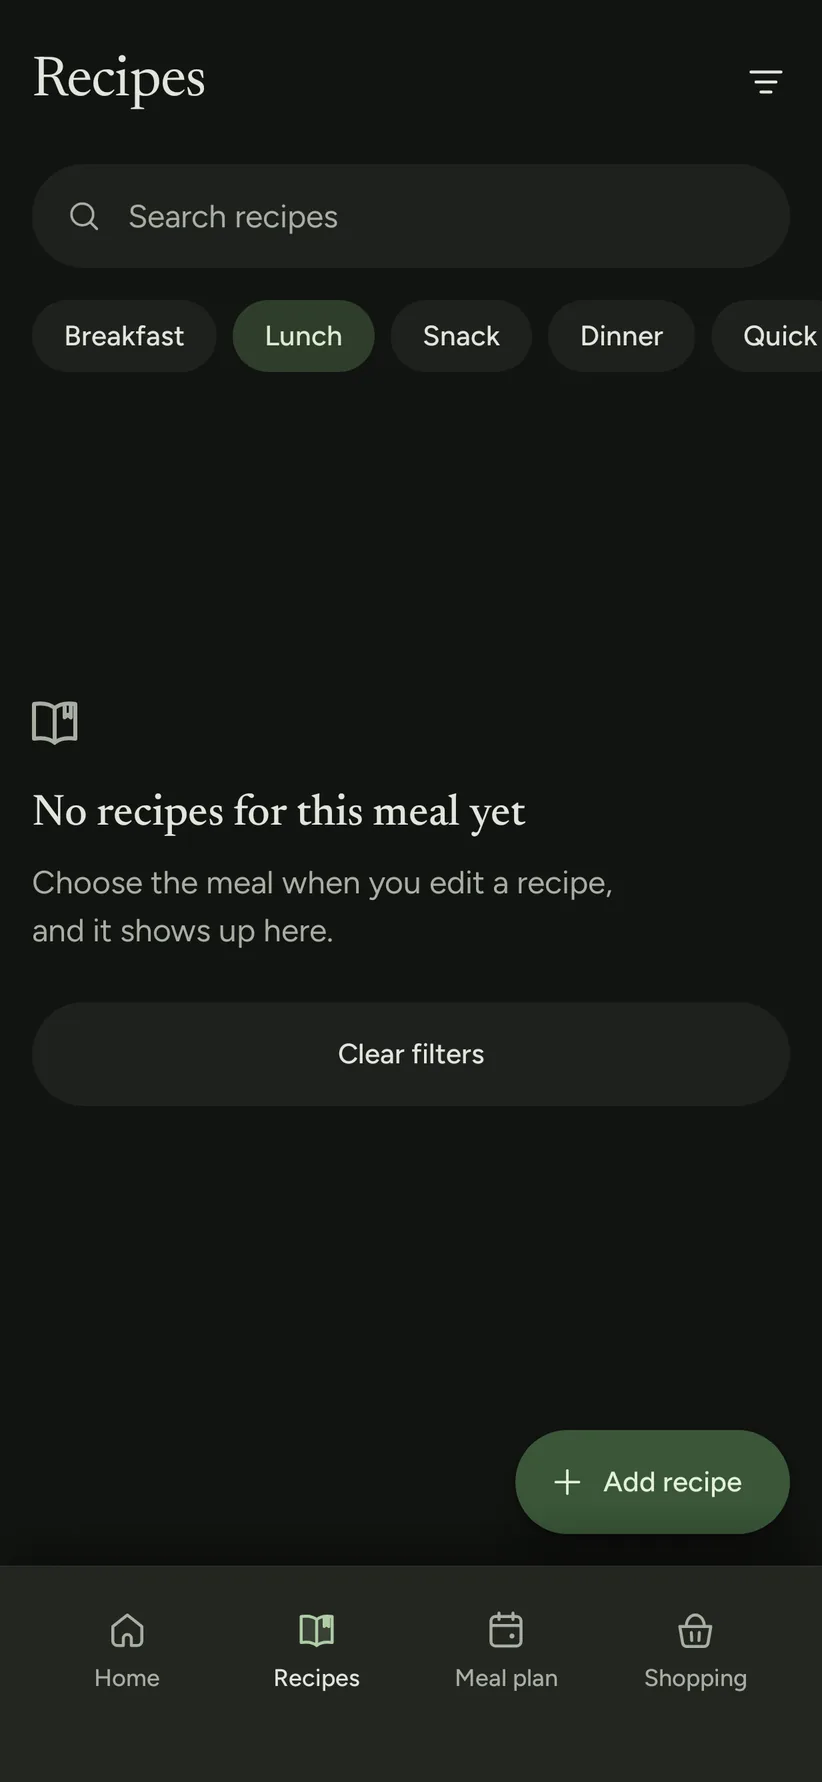 Recipes
Search recipes
Breakfast Lunch Snack Dinner Quick
No recipes for this meal yet
Choose the meal when you edit a recipe,
and it shows up here.
Clear filters
Add recipe
Home Recipes Meal plan Shopping